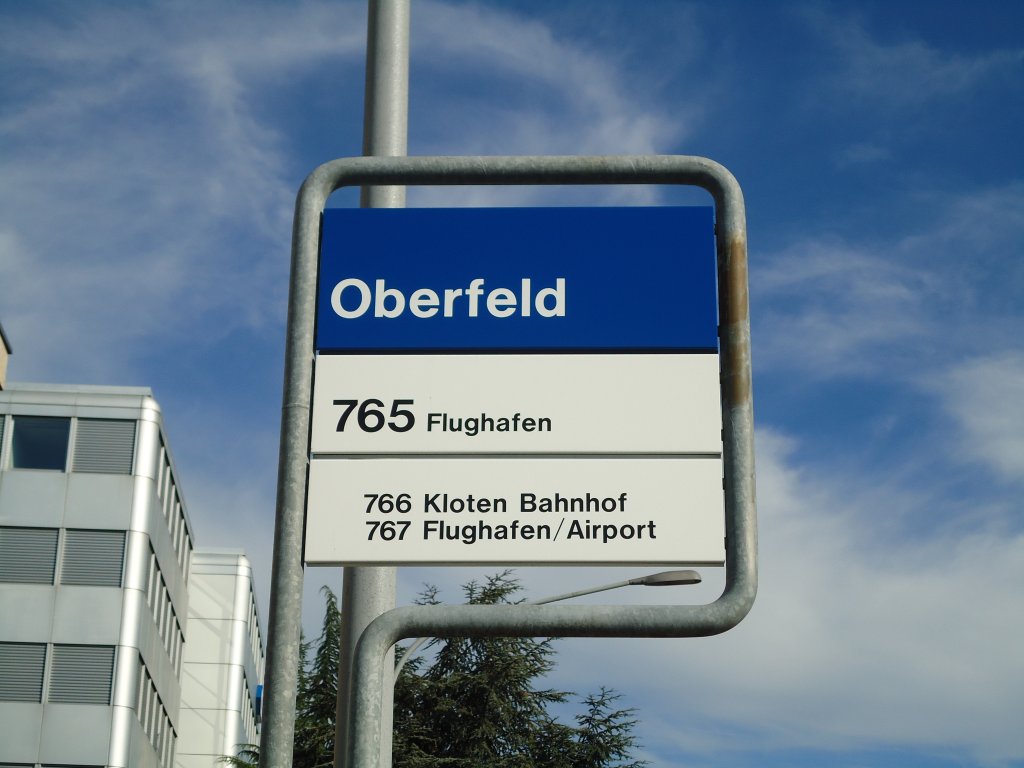 Oberfeld
765 Flughafen
766 Kloten Bahnhof
767 Flughafen/Airport